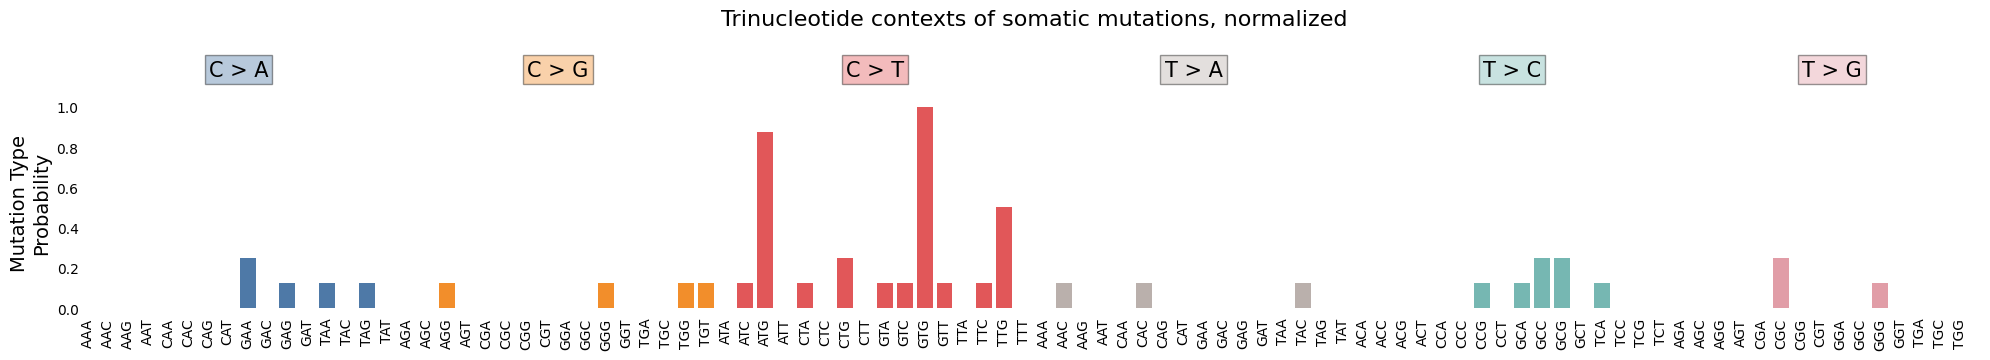 Trinucleotide contexts of somatic mutations, normalized
C > A
C > G
C > T
T > A
T > C
T > G
Mutation Type
Probability
1.0
0.8
0.6
0.4
0.2
0.0
AAA AAC AAG AAT CAA CAC CAG CAT GAA GAC GAG GAT TAA TAC TAG TAT AGA AGC AGG AGT CGA CGC CGG CGT GGA GGC GGG GGT TGA TGC TGG TGT ATA ATC ATG ATT CTA CTC CTG CTT GTA GTC GTG GTT TTA TTC TTG TTT AAA AAC AAG AAT CAA CAC CAG CAT GAA GAC GAG GAT TAA TAC TAG TAT ACA ACC ACG ACT CCA CCC CCG CCT GCA GCC GCG GCT TCA TCC TCG TCT AGA AGC AGG AGT CGA CGC CGG CGT GGA GGC GGG GGT TGA TGC TGG